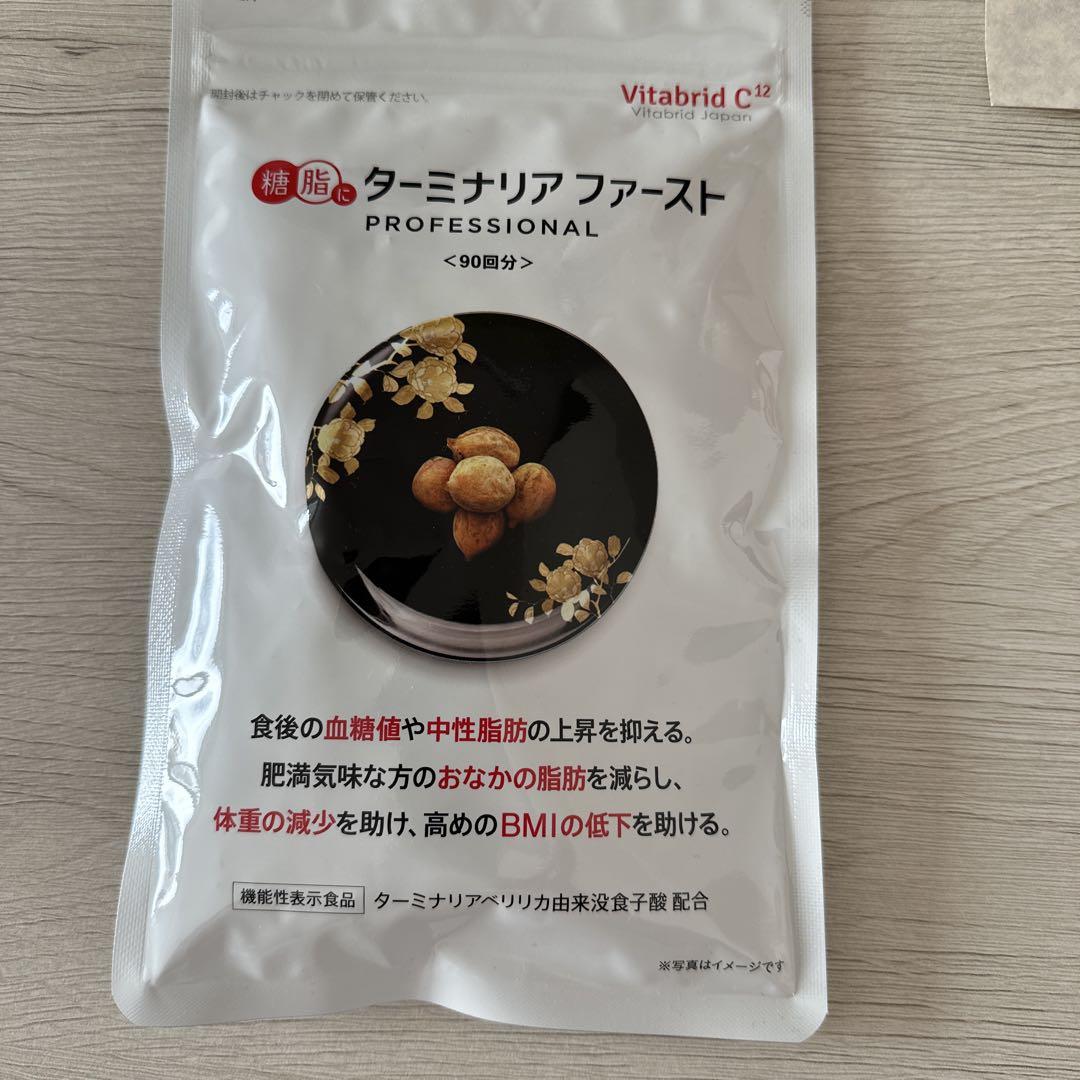 開封後はチャックを閉めて保管ください。
Vitabrid C12
Vitabrid Japan
糖脂に ターミナリア ファースト
PROFESSIONAL
＜90回分＞
食後の血糖値や中性脂肪の上昇を抑える。
肥満気味な方のおなかの脂肪を減らし、
体重の減少を助け、高めのBMIの低下を助ける。
機能性表示食品 ターミナリアベリリカ由来没食子酸 配合
※写真はイメージです